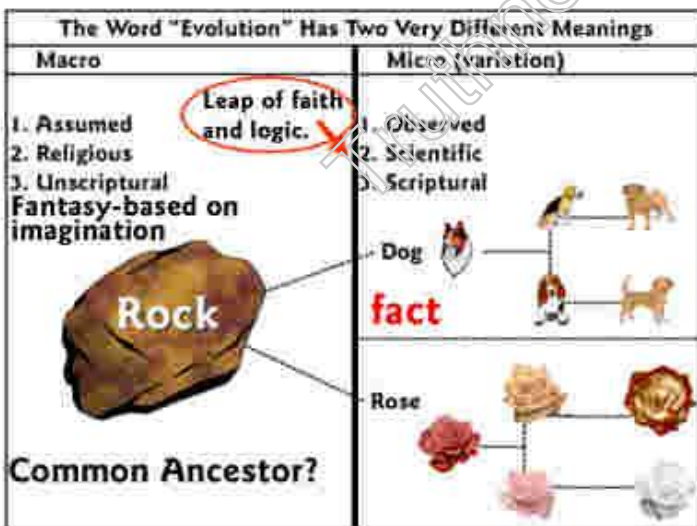 The Word "Evolution" Has Two Very Different Meanings
Macro
Micro (variation)
Leap of faith
and logic.
1. Assumed
2. Religious
3. Unscriptural
Fantasy-based on
imagination
Rock
Common Ancestor?
1. Observed
2. Scientific
3. Scriptural
Dog
fact
Rose